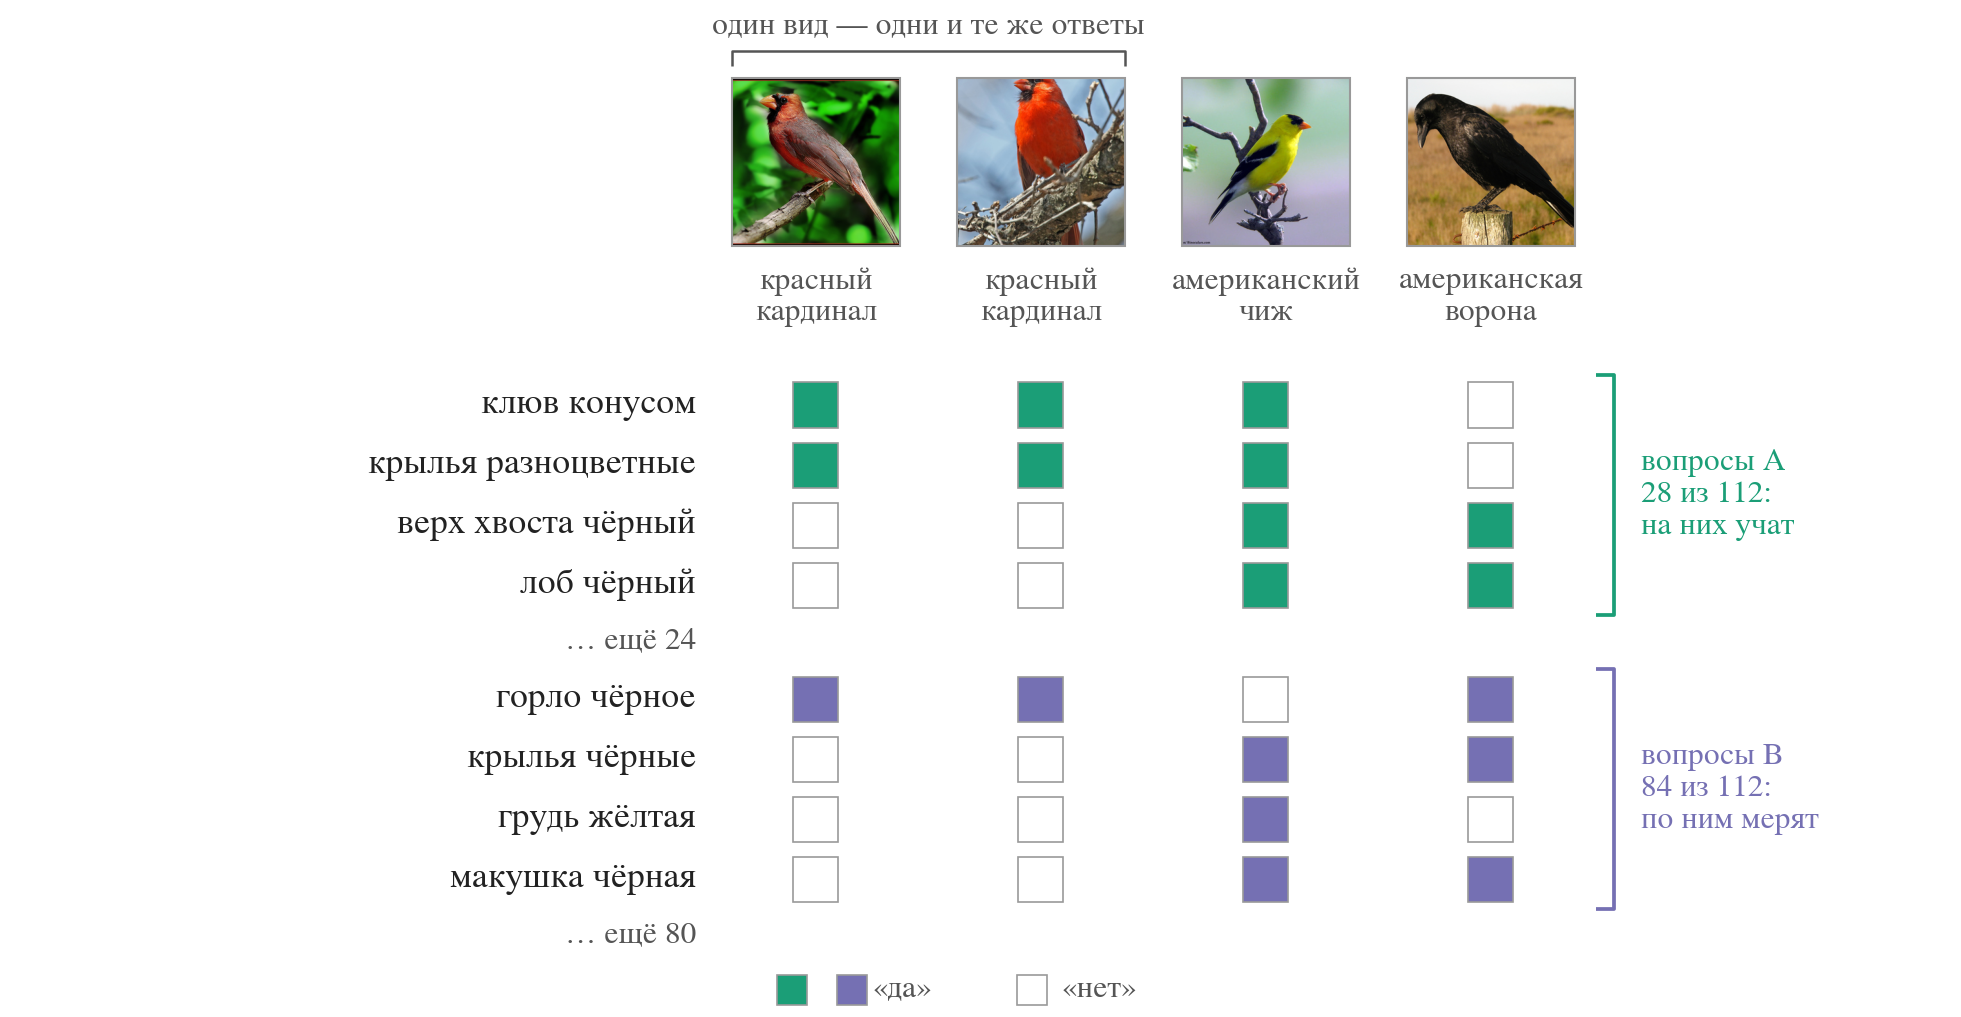 один вид — одни и те же ответы
красный
кардинал
красный
кардинал
американский
чиж
американская
ворона
клюв конусом
крылья разноцветные
верх хвоста чёрный
лоб чёрный
… ещё 24
вопросы A
28 из 112:
на них учат
горло чёрное
крылья чёрные
грудь жёлтая
макушка чёрная
… ещё 80
вопросы B
84 из 112:
по ним мерят
«да»
«нет»